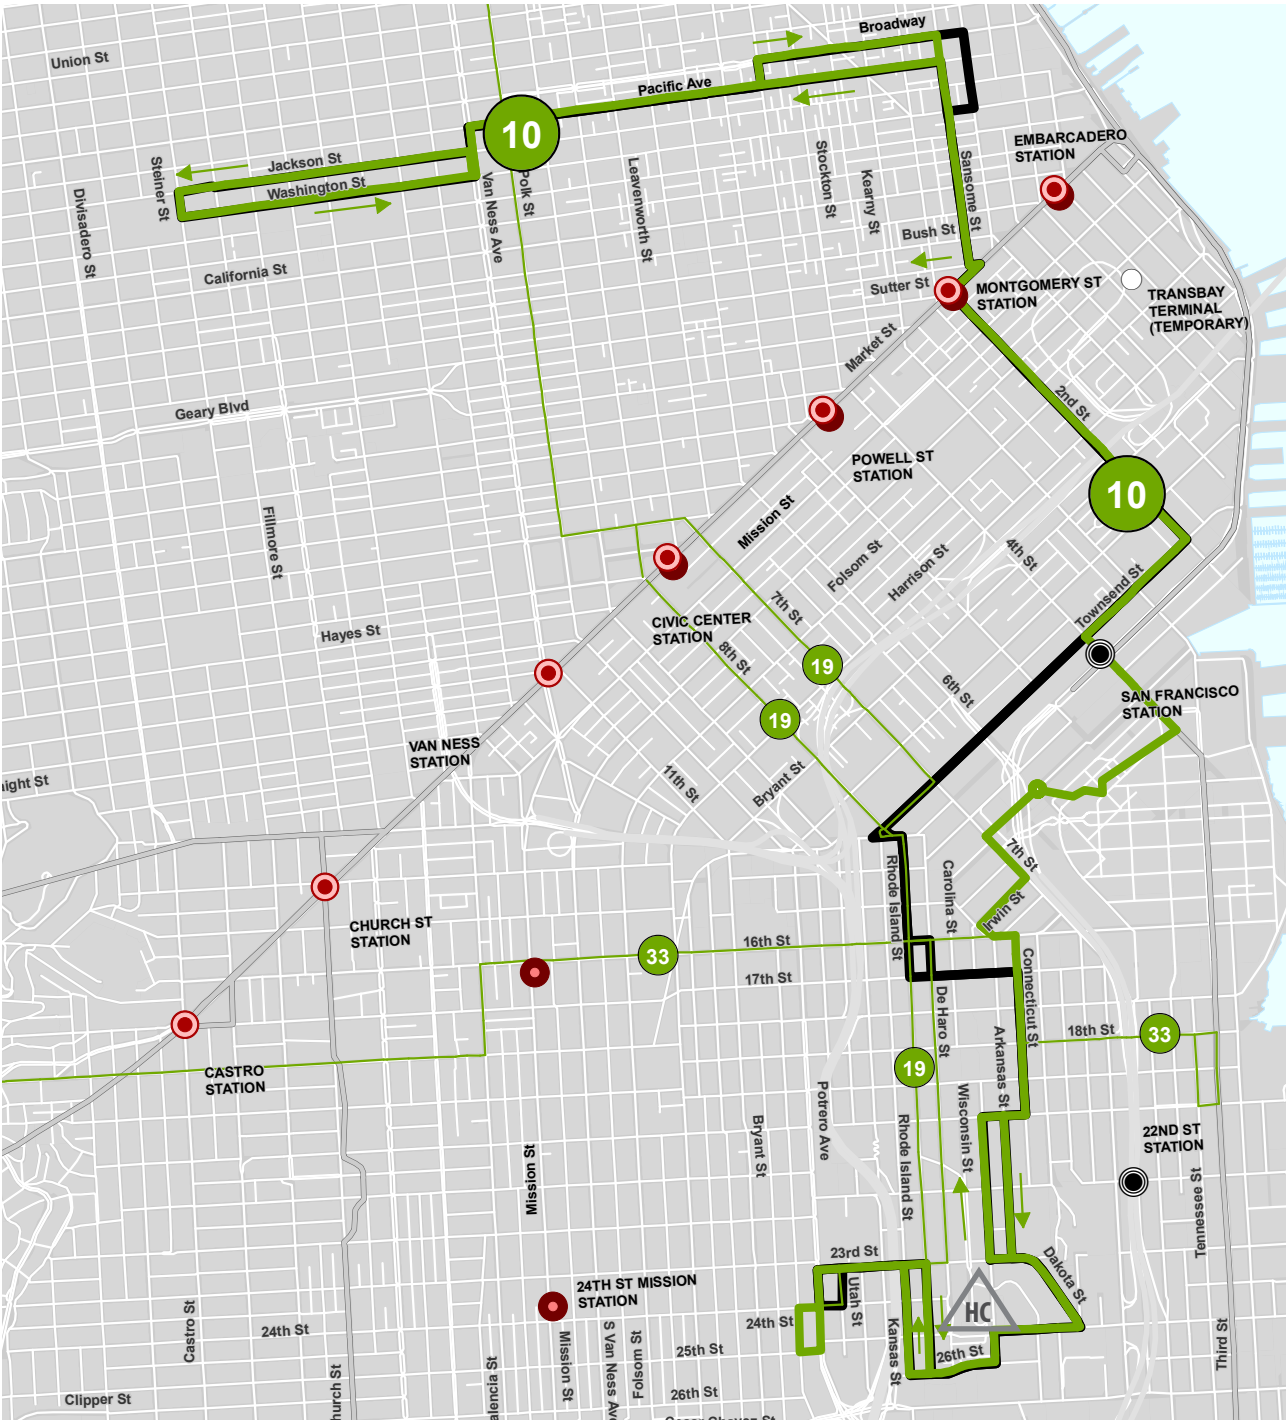 Broadway
Union St
Pacific Ave
10
EMBARCADERO
STATION
Jackson St
Washington St
Steiner St
Divisadero St
Van Ness Ave
Polk St
Leavenworth St
Stockton St
Kearny St
Sansome St
Bush St
California St
Sutter St
MONTGOMERY ST
STATION
TRANSBAY
TERMINAL
(TEMPORARY)
Market St
Geary Blvd
2nd St
POWELL ST
STATION
10
Fillmore St
Mission St
Folsom St
Harrison St
4th St
Townsend St
Hayes St
CIVIC CENTER
STATION
7th St
8th St
19
19
6th St
SAN FRANCISCO
STATION
VAN NESS
STATION
aight St
11th St
Bryant St
7th St
Irwin St
Rhode Island St
Carolina St
CHURCH ST
STATION
33
16th St
17th St
Connecticut St
De Haro St
Arkansas St
18th St
33
CASTRO
STATION
19
Potrero Ave
Bryant St
Rhode Island St
Wisconsin St
22ND ST
STATION
Mission St
Tennesee St
23rd St
Dakota St
24TH ST MISSION
STATION
Utah St
HC
24th St
24th St
Castro St
Kansas St
26th St
25th St
Third St
Mission St
S Van Ness Av
Folsom St
alencia St
hurch St
Clipper St
26th St